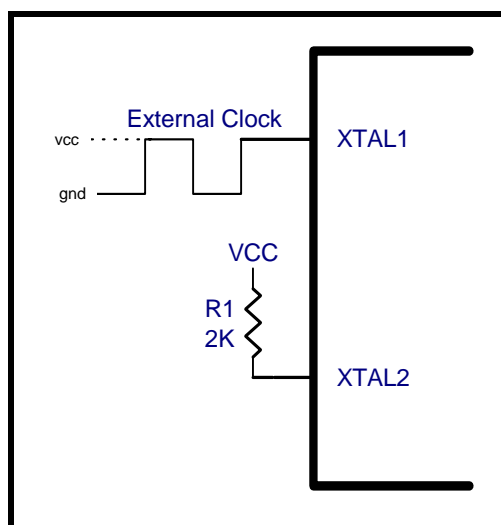 External Clock
vcc
XTAL1
gnd
VCC
R1
2K
XTAL2